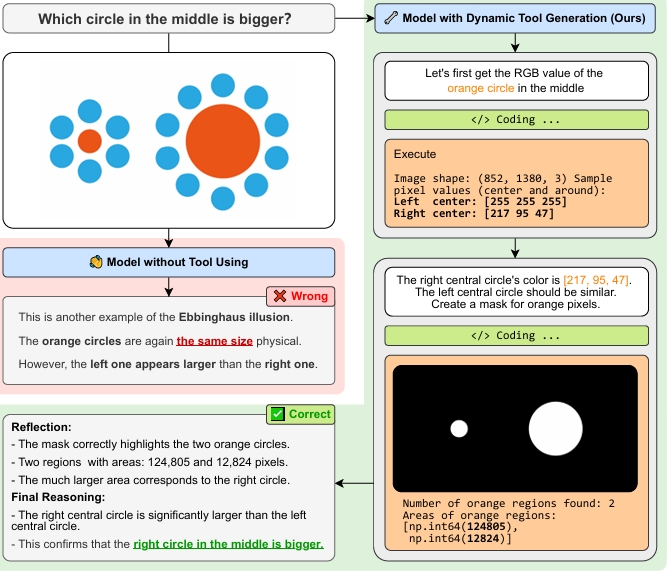 Which circle in the middle is bigger?
Model with Dynamic Tool Generation (Ours)
Let's first get the RGB value of the
orange circle in the middle
</> Coding ...
Execute
Image shape: (852, 1380, 3) Sample
pixel values (center and around):
Left center: [255 255 255]
Right center: [217 95 47]
Model without Tool Using
Wrong
This is another example of the Ebbinghaus illusion.
The orange circles are again the same size physical.
However, the left one appears larger than the right one.
The right central circle's color is [217, 95, 47].
The left central circle should be similar.
Create a mask for orange pixels.
</> Coding ...
Number of orange regions found: 2
Areas of orange regions:
[np.int64(124805),
np.int64(12824)]
Correct
Reflection:
- The mask correctly highlights the two orange circles.
- Two regions with areas: 124,805 and 12,824 pixels.
- The much larger area corresponds to the right circle.
Final Reasoning:
- The right central circle is significantly larger than the left
central circle.
- This confirms that the right circle in the middle is bigger.